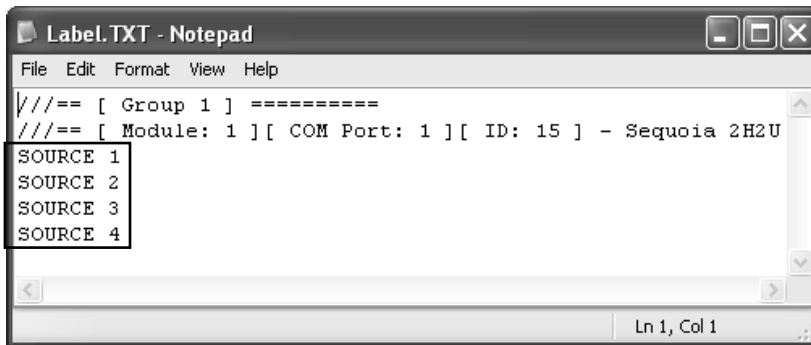 Label.TXT - Notepad
File Edit Format View Help
///== [ Group 1 ] ==========
///== [ Module: 1 ][ COM Port: 1 ][ ID: 15 ] - Sequoia 2H2U
SOURCE 1
SOURCE 2
SOURCE 3
SOURCE 4
Ln 1, Col 1